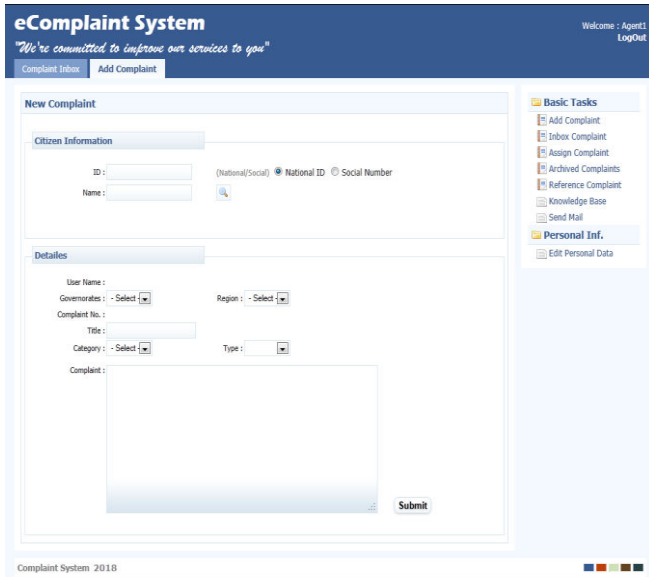 eComplaint System
Welcome : Agent1
LogOut
"We're committed to improve our services to you"
Complaint Inbox
Add Complaint
New Complaint
Citizen Information
ID :
(National/Social)
National ID
Social Number
Name :
Detailes
User Name :
Governorates : - Select -
Region : - Select -
Complaint No. :
Title :
Category : - Select -
Type :
Complaint :
Submit
Basic Tasks
Add Complaint
Inbox Complaint
Assign Complaint
Archived Complaints
Reference Complaint
Knowledge Base
Send Mail
Personal Inf.
Edit Personal Data
Complaint System 2018